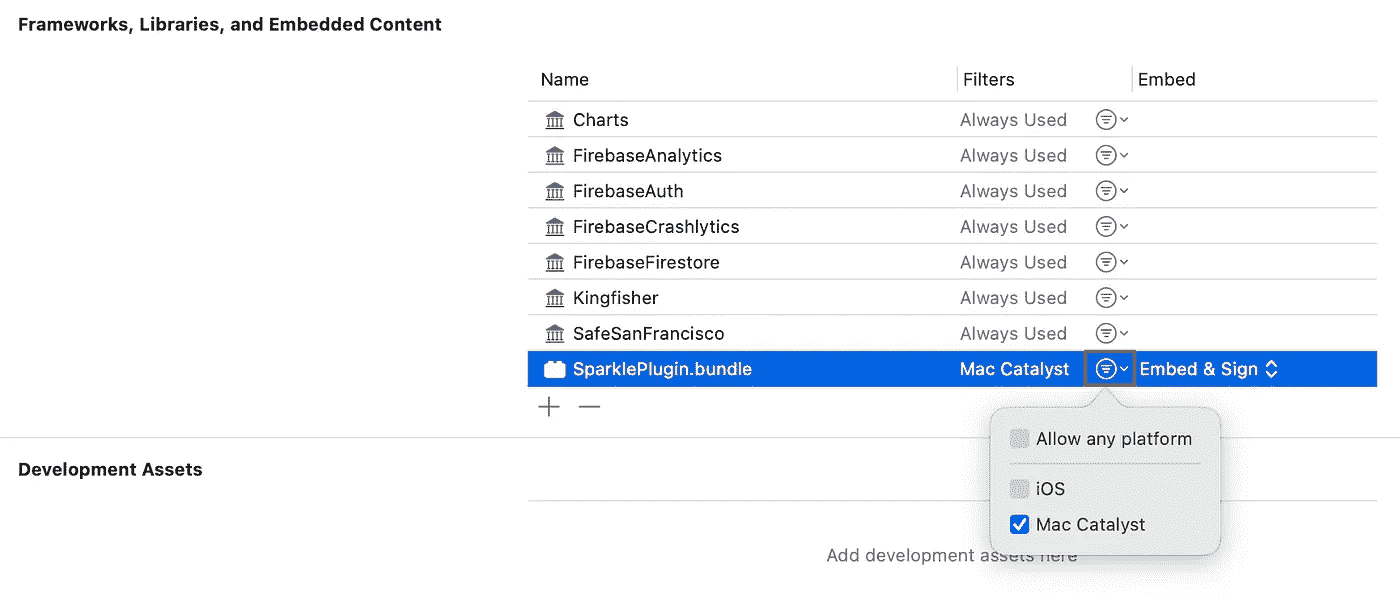 Frameworks, Libraries, and Embedded Content
Name Filters Embed
Charts Always Used
FirebaseAnalytics Always Used
FirebaseAuth Always Used
FirebaseCrashlytics Always Used
FirebaseFirestore Always Used
Kingfisher Always Used
SafeSanFrancisco Always Used
SparklePlugin.bundle Mac Catalyst Embed & Sign
Allow any platform
Development Assets
iOS
Mac Catalyst
Add development assets here